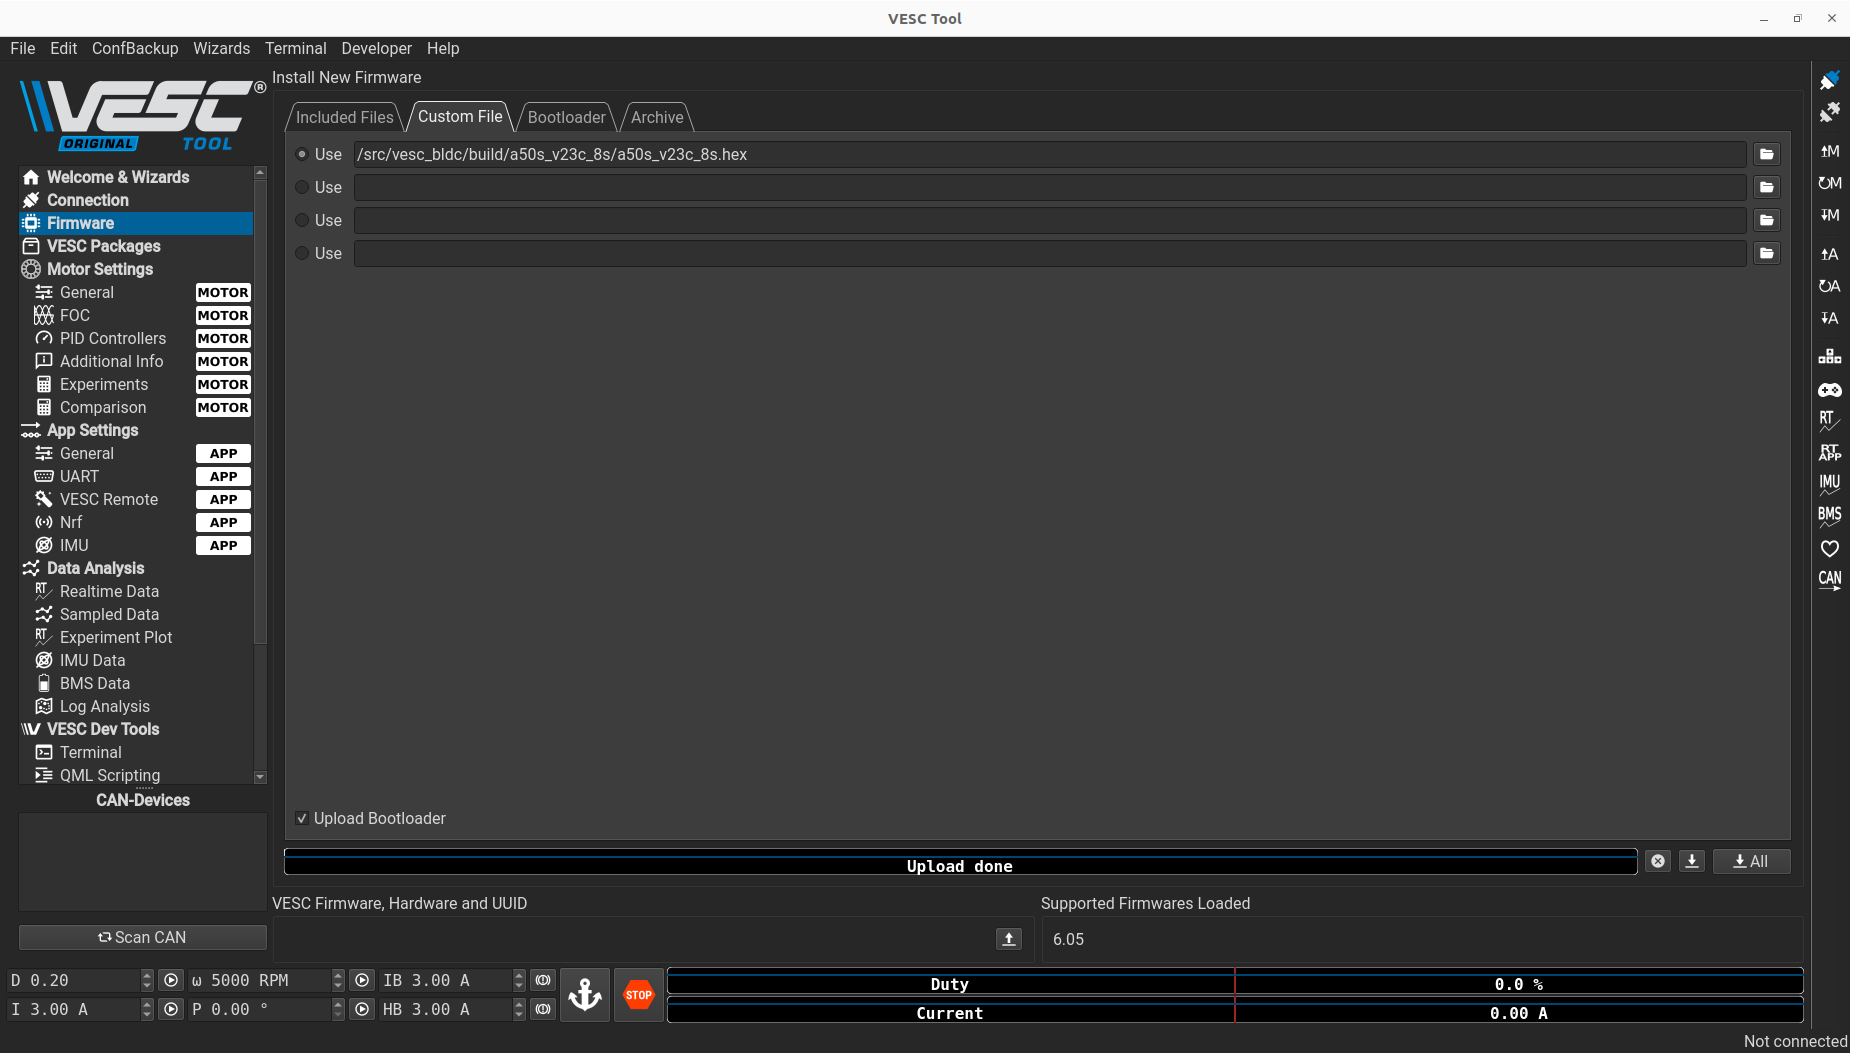 VESC Tool
File Edit ConfBackup Wizards Terminal Developer Help
VESC®
ORIGINAL TOOL
Install New Firmware
Included Files Custom File Bootloader Archive
Use /src/vesc_bldc/build/a50s_v23c_8s/a50s_v23c_8s.hex
Use
Use
Use
Upload Bootloader
Upload done
All
Welcome & Wizards
Connection
Firmware
VESC Packages
Motor Settings
General MOTOR
FOC MOTOR
PID Controllers MOTOR
Additional Info MOTOR
Experiments MOTOR
Comparison MOTOR
App Settings
General APP
UART APP
VESC Remote APP
Nrf APP
IMU APP
Data Analysis
RT Realtime Data
Sampled Data
RT Experiment Plot
IMU Data
BMS Data
Log Analysis
VESC Dev Tools
Terminal
QML Scripting
CAN-Devices
Scan CAN
VESC Firmware, Hardware and UUID
Supported Firmwares Loaded
6.05
D 0.20 ω 5000 RPM IB 3.00 A
I 3.00 A P 0.00 ° HB 3.00 A
STOP
Duty 0.0 %
Current 0.00 A
M
M
M
A
A
A
RT
RT
APP
IMU
BMS
CAN
Not connected